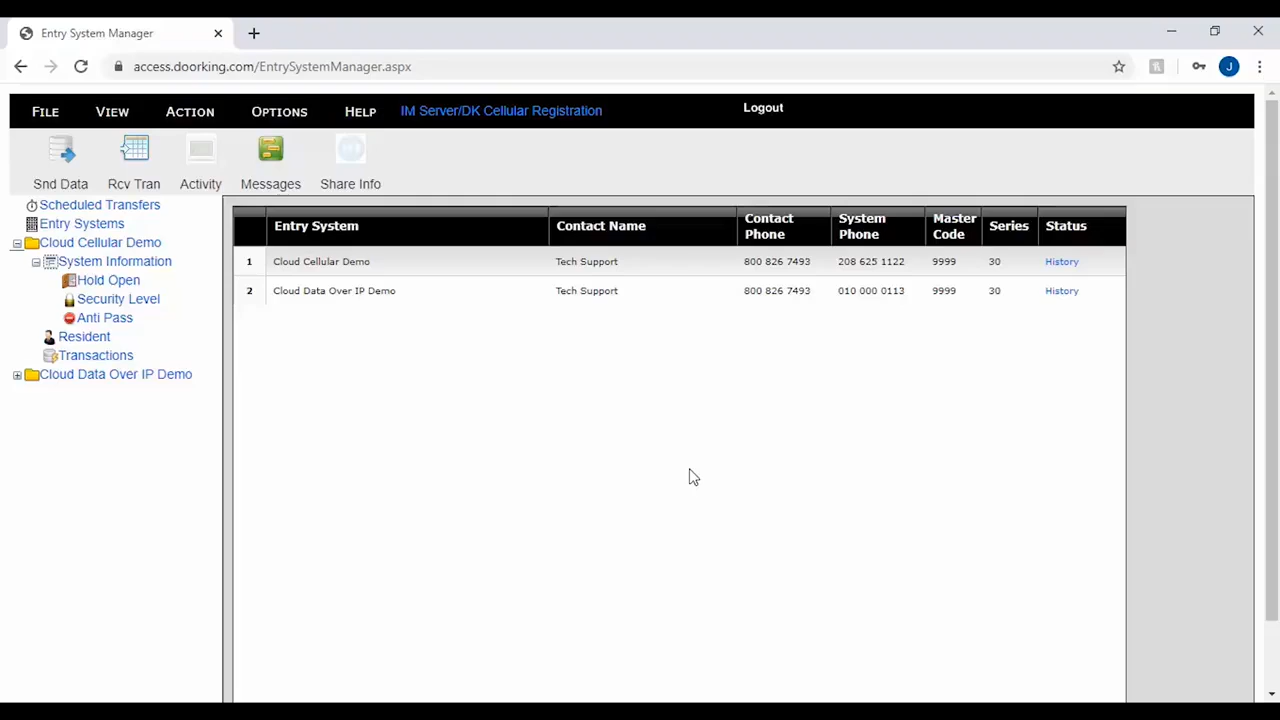 Entry System Manager
access.doorking.com/EntrySystemManager.aspx
J
FILE VIEW ACTION OPTIONS HELP IM Server/DK Cellular Registration Logout
Snd Data Rcv Tran Activity Messages Share Info
Scheduled Transfers
Entry Systems
Cloud Cellular Demo
System Information
Hold Open
Security Level
Anti Pass
Resident
Transactions
Cloud Data Over IP Demo
Entry System Contact Name Contact Phone System Phone Master Code Series Status
1 Cloud Cellular Demo Tech Support 800 826 7493 208 625 1122 9999 30 History
2 Cloud Data Over IP Demo Tech Support 800 826 7493 010 000 0113 9999 30 History